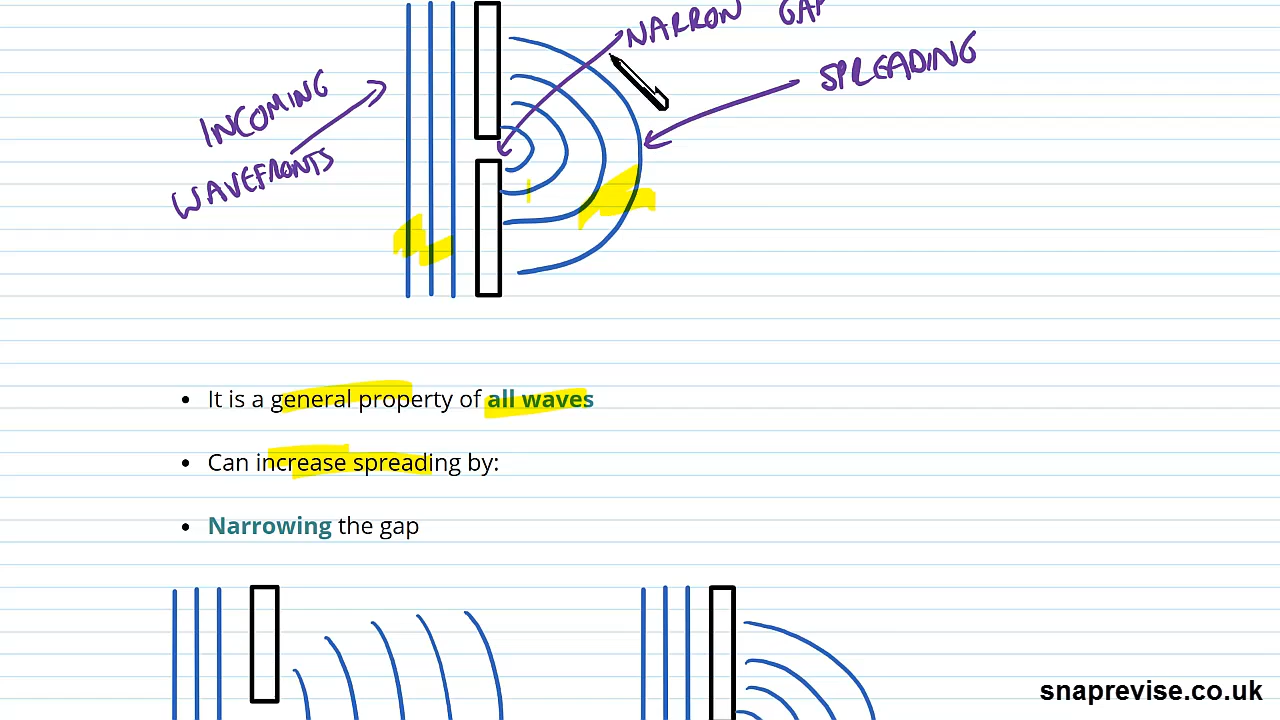 NARROW GAP
SPREADING
INCOMING
WAVEFRONTS
• It is a general property of all waves
• Can increase spreading by:
• Narrowing the gap
snaprevise.co.uk